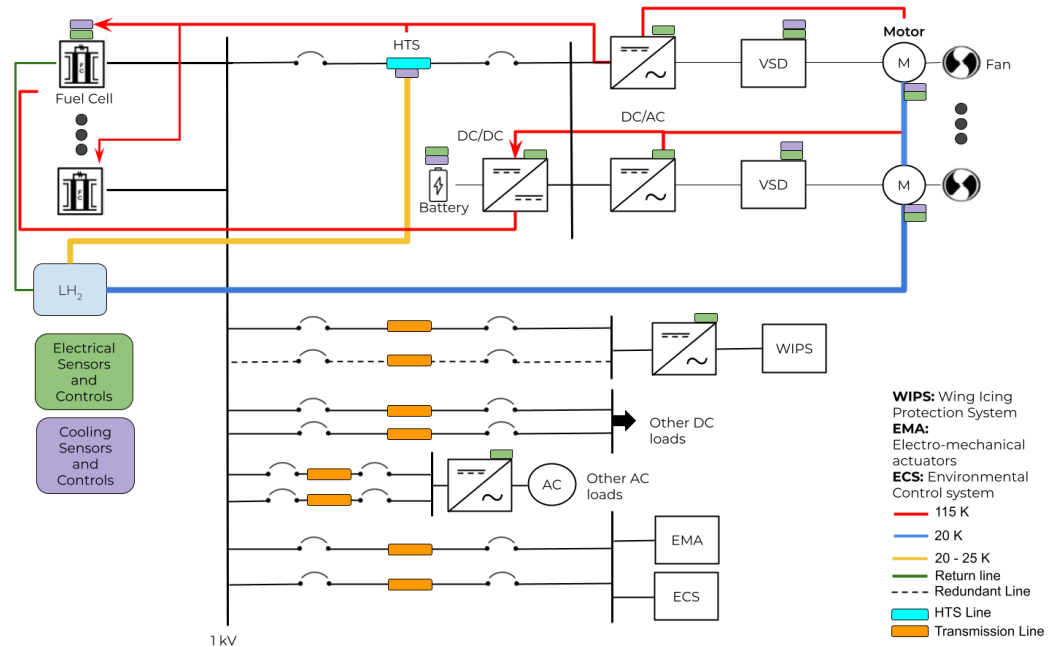 HTS
Motor
VSD
M
Fan
F
C
Fuel Cell
DC/AC
DC/DC
F
C
Battery
VSD
M
LH2
Electrical
Sensors
and
Controls
WIPS
Cooling
Sensors
and
Controls
Other DC
loads
AC
Other AC
loads
EMA
ECS
1 kV
WIPS: Wing Icing
Protection System
EMA:
Electro-mechanical
actuators
ECS: Environmental
Control system
115 K
20 K
20 - 25 K
Return line
Redundant Line
HTS Line
Transmission Line